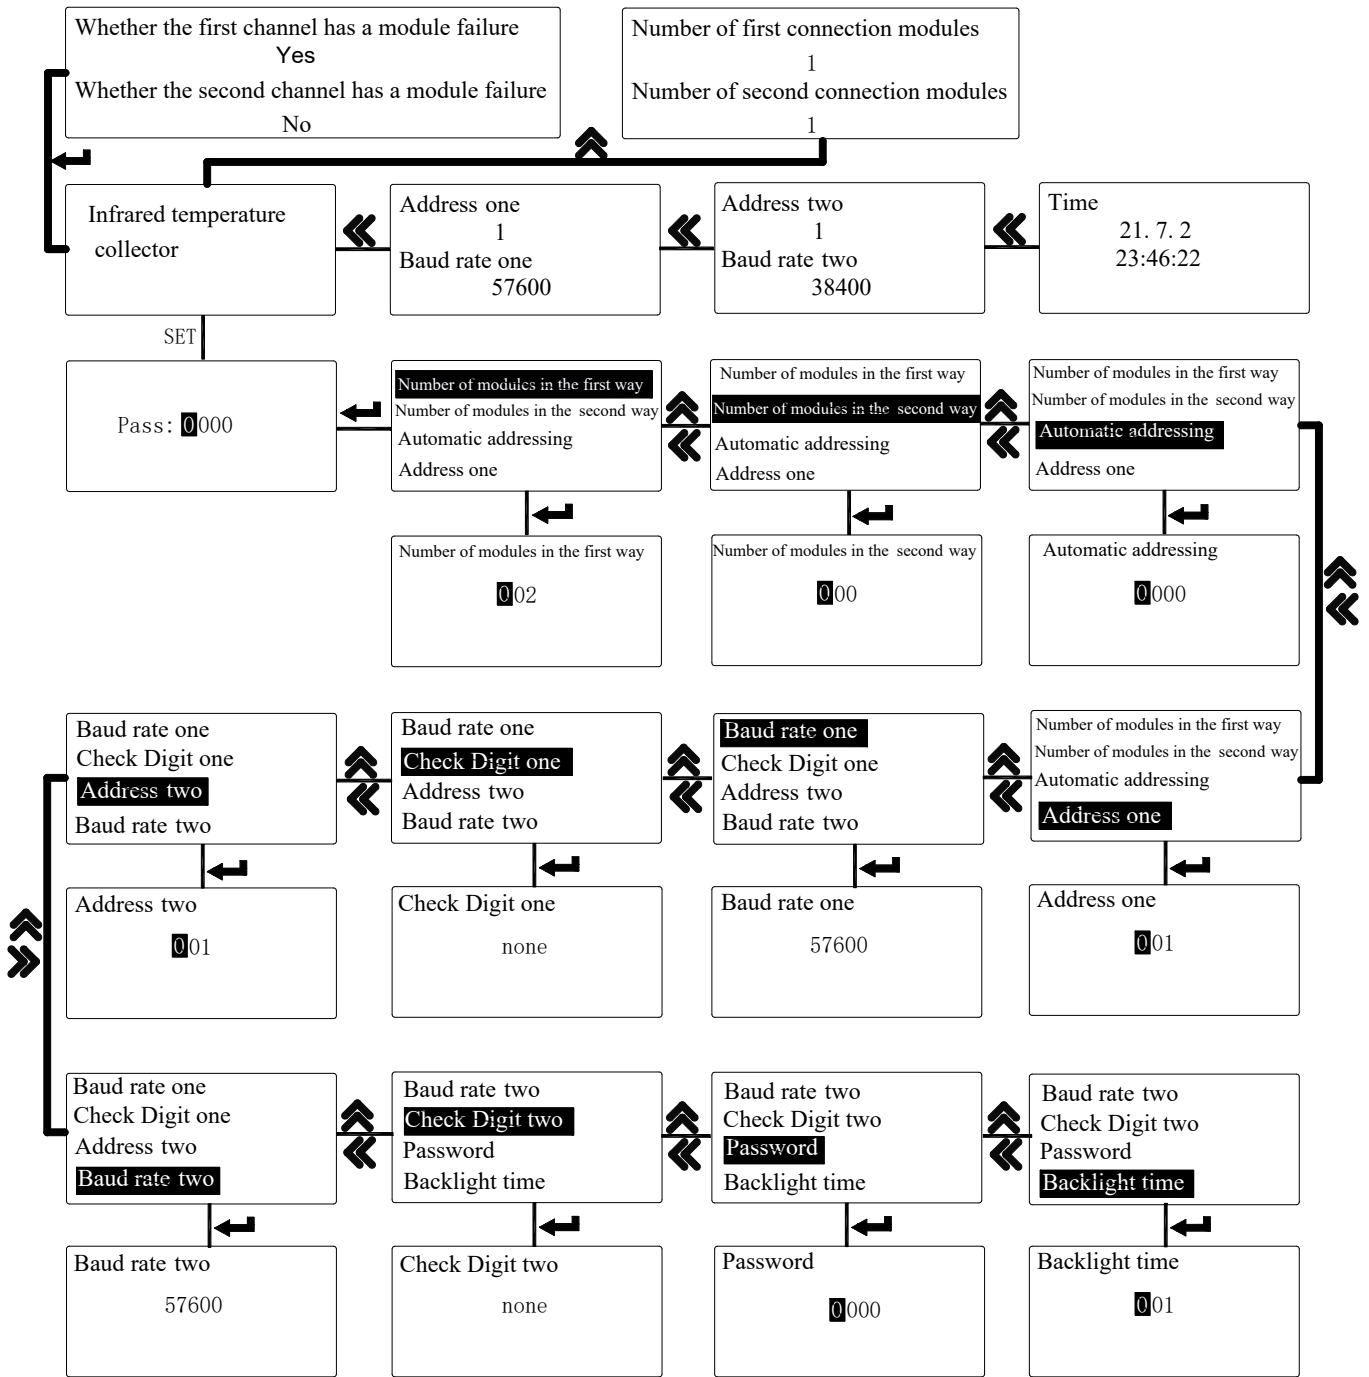 Whether the first channel has a module failure
Yes
Whether the second channel has a module failure
No
Number of first connection modules
1
Number of second connection modules
1
Infrared temperature
collector
Address one
1
Baud rate one
57600
Address two
1
Baud rate two
38400
Time
21. 7. 2
23:46:22
SET
Pass: 0000
Number of modules in the first way
Number of modules in the second way
Automatic addressing
Address one
Number of modules in the first way
Number of modules in the second way
Automatic addressing
Address one
Number of modules in the first way
Number of modules in the second way
Automatic addressing
Address one
Number of modules in the first way
002
Number of modules in the second way
000
Automatic addressing
0000
Baud rate one
Check Digit one
Address two
Baud rate two
Baud rate one
Check Digit one
Address two
Baud rate two
Baud rate one
Check Digit one
Address two
Baud rate two
Number of modules in the first way
Number of modules in the second way
Automatic addressing
Address one
Address two
001
Check Digit one
none
Baud rate one
57600
Address one
001
Baud rate one
Check Digit one
Address two
Baud rate two
Baud rate two
Check Digit two
Password
Backlight time
Baud rate two
Check Digit two
Password
Backlight time
Baud rate two
Check Digit two
Password
Backlight time
Baud rate two
57600
Check Digit two
none
Password
0000
Backlight time
001